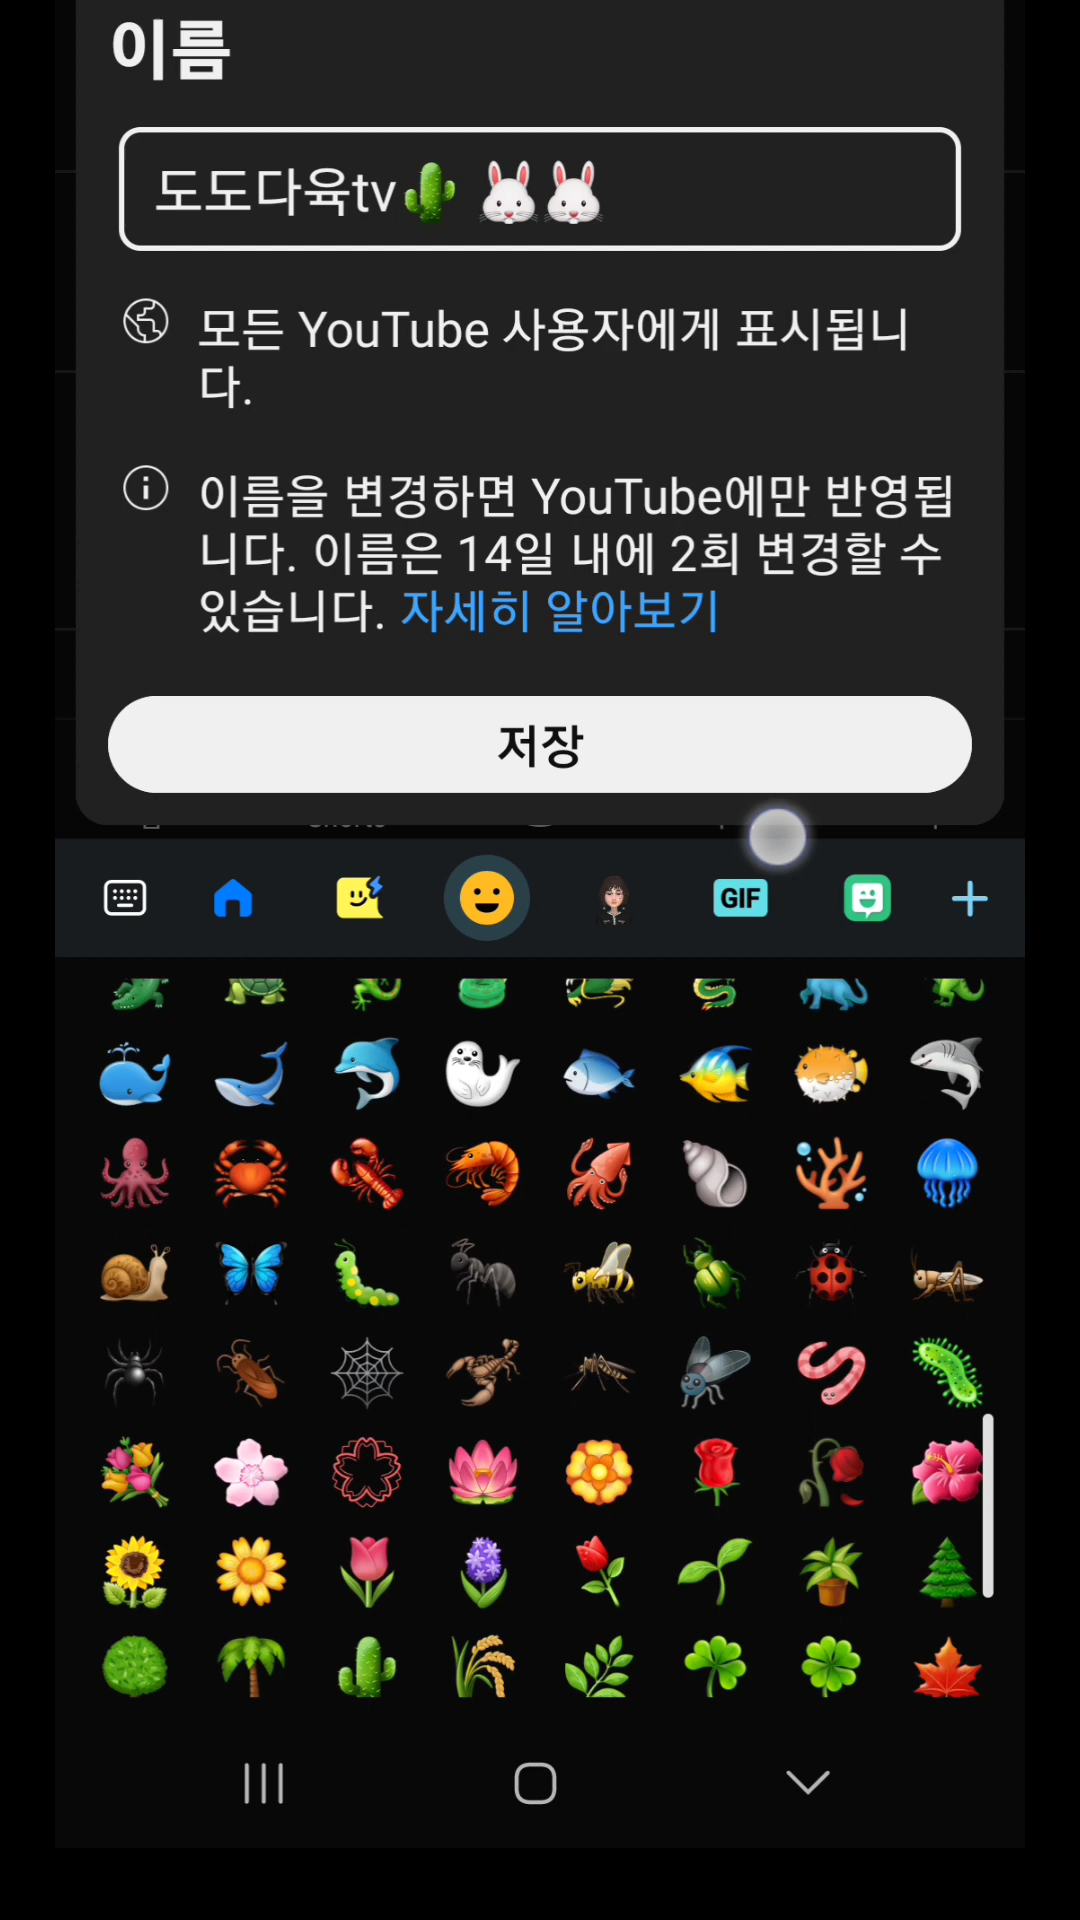 이름
도도다육tv🌵 🐰🐰
모든 YouTube 사용자에게 표시됩니
다.
이름을 변경하면 YouTube에만 반영됩
니다. 이름은 14일 내에 2회 변경할 수
있습니다. 자세히 알아보기
저장
GIF